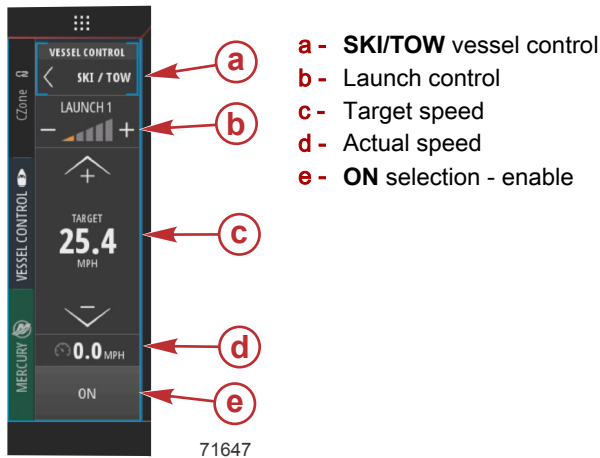 VESSEL CONTROL
SKI / TOW
LAUNCH 1
− +
+
TARGET
25.4
MPH
−
0.0 MPH
ON
CZone
VESSEL CONTROL
MERCURY
a
b
c
d
e
71647
a - SKI/TOW vessel control
b - Launch control
c - Target speed
d - Actual speed
e - ON selection - enable